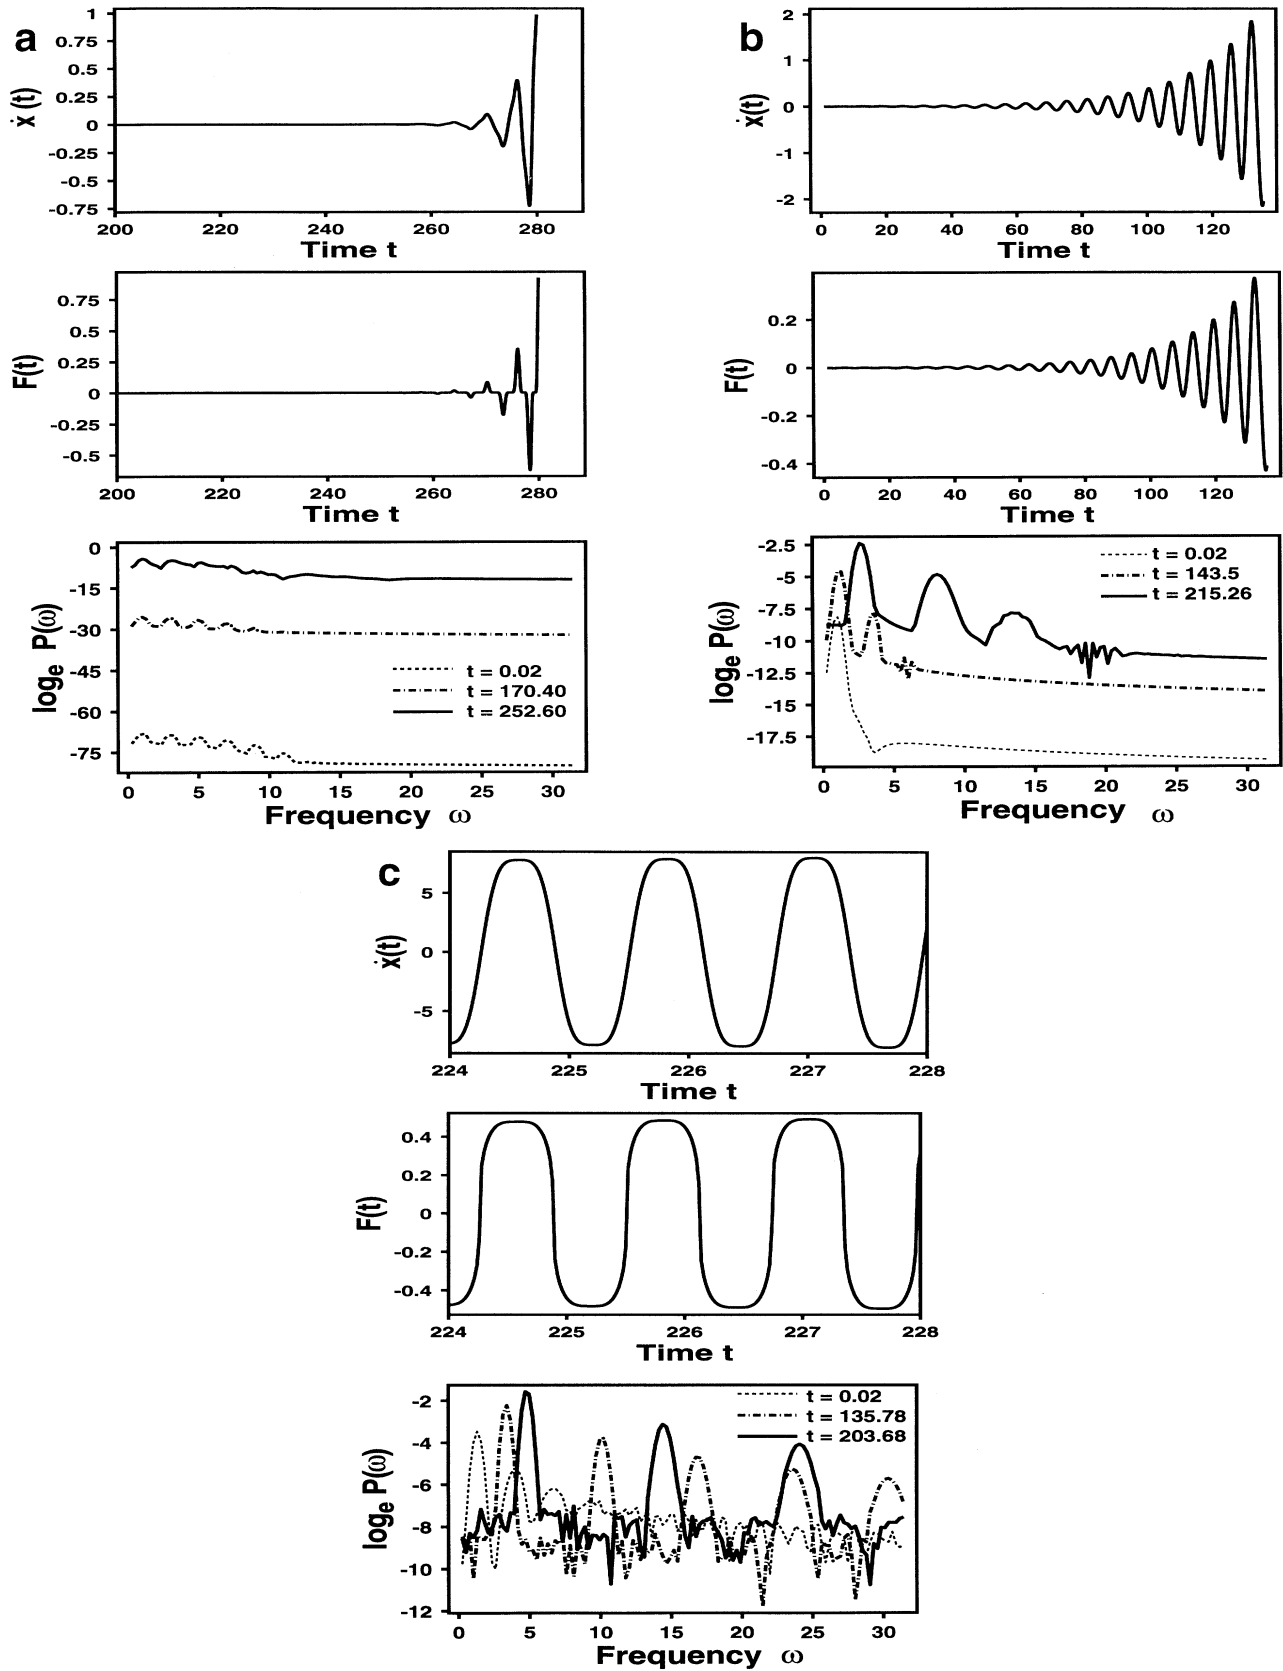 a
1
0.75
0.5
0.25
0
-0.25
-0.5
-0.75
ẋ (t)
200 220 240 260 280
Time t
0.75
0.5
0.25
0
-0.25
-0.5
F(t)
200 220 240 260 280
Time t
0
-15
-30
-45
-60
-75
logₑ P(ω)
t = 0.02
t = 170.40
t = 252.60
0 5 10 15 20 25 30
Frequency ω
b
2
1
0
-1
-2
ẋ(t)
0 20 40 60 80 100 120
Time t
0.2
0
-0.2
-0.4
F(t)
0 20 40 60 80 100 120
Time t
-2.5
-5
-7.5
-10
-12.5
-15
-17.5
logₑ P(ω)
t = 0.02
t = 143.5
t = 215.26
0 5 10 15 20 25 30
Frequency ω
c
5
0
-5
ẋ(t)
224 225 226 227 228
Time t
0.4
0.2
0
-0.2
-0.4
F(t)
224 225 226 227 228
Time t
-2
-4
-6
-8
-10
-12
logₑ P(ω)
t = 0.02
t = 135.78
t = 203.68
0 5 10 15 20 25 30
Frequency ω